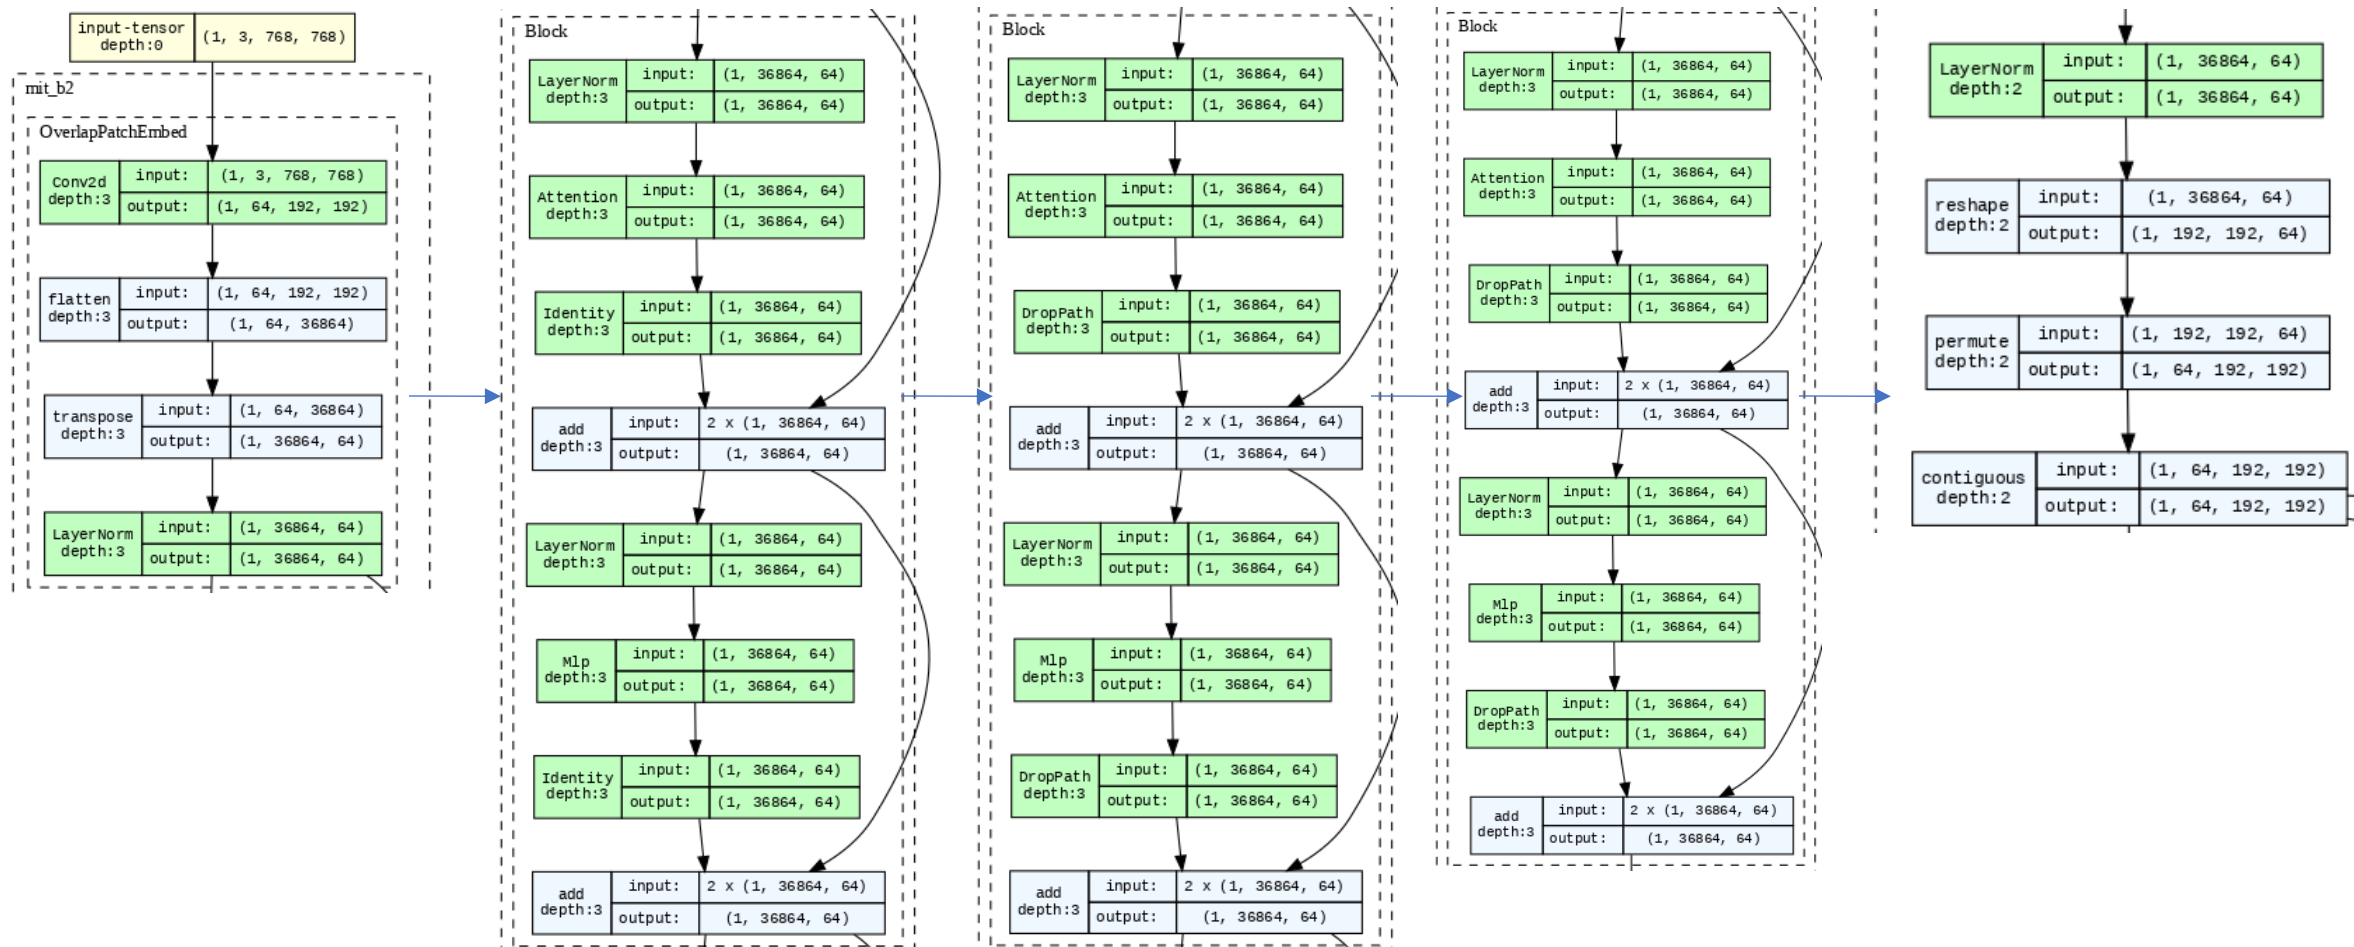 input-tensor
depth:0
(1, 3, 768, 768)
mit_b2
OverlapPatchEmbed
Conv2d
depth:3
input: (1, 3, 768, 768)
output: (1, 64, 192, 192)
flatten
depth:3
input: (1, 64, 192, 192)
output: (1, 64, 36864)
transpose
depth:3
input: (1, 64, 36864)
output: (1, 36864, 64)
LayerNorm
depth:3
input: (1, 36864, 64)
output: (1, 36864, 64)
Block
LayerNorm
depth:3
input: (1, 36864, 64)
output: (1, 36864, 64)
Attention
depth:3
input: (1, 36864, 64)
output: (1, 36864, 64)
Identity
depth:3
input: (1, 36864, 64)
output: (1, 36864, 64)
add
depth:3
input: 2 x (1, 36864, 64)
output: (1, 36864, 64)
LayerNorm
depth:3
input: (1, 36864, 64)
output: (1, 36864, 64)
Mlp
depth:3
input: (1, 36864, 64)
output: (1, 36864, 64)
Identity
depth:3
input: (1, 36864, 64)
output: (1, 36864, 64)
add
depth:3
input: 2 x (1, 36864, 64)
output: (1, 36864, 64)
Block
LayerNorm
depth:3
input: (1, 36864, 64)
output: (1, 36864, 64)
Attention
depth:3
input: (1, 36864, 64)
output: (1, 36864, 64)
DropPath
depth:3
input: (1, 36864, 64)
output: (1, 36864, 64)
add
depth:3
input: 2 x (1, 36864, 64)
output: (1, 36864, 64)
LayerNorm
depth:3
input: (1, 36864, 64)
output: (1, 36864, 64)
Mlp
depth:3
input: (1, 36864, 64)
output: (1, 36864, 64)
DropPath
depth:3
input: (1, 36864, 64)
output: (1, 36864, 64)
add
depth:3
input: 2 x (1, 36864, 64)
output: (1, 36864, 64)
Block
LayerNorm
depth:3
input: (1, 36864, 64)
output: (1, 36864, 64)
Attention
depth:3
input: (1, 36864, 64)
output: (1, 36864, 64)
DropPath
depth:3
input: (1, 36864, 64)
output: (1, 36864, 64)
add
depth:3
input: 2 x (1, 36864, 64)
output: (1, 36864, 64)
LayerNorm
depth:3
input: (1, 36864, 64)
output: (1, 36864, 64)
Mlp
depth:3
input: (1, 36864, 64)
output: (1, 36864, 64)
DropPath
depth:3
input: (1, 36864, 64)
output: (1, 36864, 64)
add
depth:3
input: 2 x (1, 36864, 64)
output: (1, 36864, 64)
LayerNorm
depth:2
input: (1, 36864, 64)
output: (1, 36864, 64)
reshape
depth:2
input: (1, 36864, 64)
output: (1, 192, 192, 64)
permute
depth:2
input: (1, 192, 192, 64)
output: (1, 64, 192, 192)
contiguous
depth:2
input: (1, 64, 192, 192)
output: (1, 64, 192, 192)